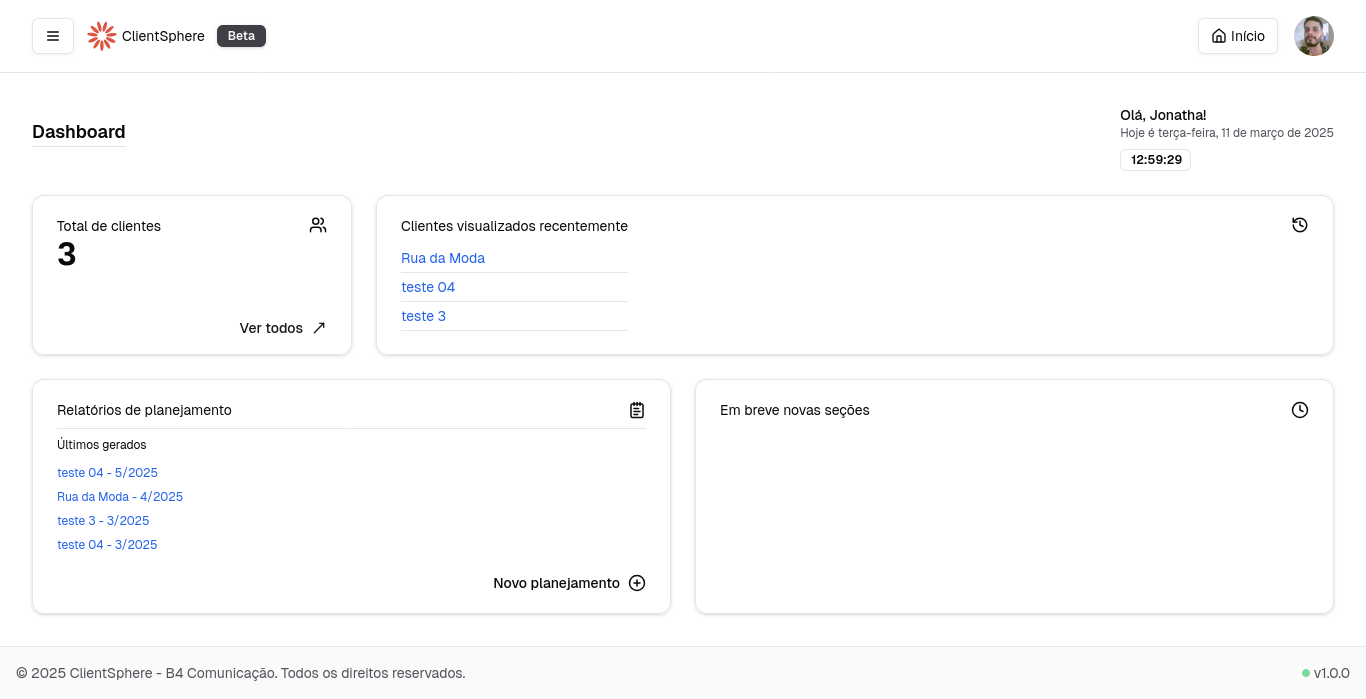 ClientSphere
Beta
Início
Dashboard
Olá, Jonatha!
Hoje é terça-feira, 11 de março de 2025
12:59:29
Total de clientes
3
Ver todos
Clientes visualizados recentemente
Rua da Moda
teste 04
teste 3
Relatórios de planejamento
Últimos gerados
teste 04 - 5/2025
Rua da Moda - 4/2025
teste 3 - 3/2025
teste 04 - 3/2025
Novo planejamento
Em breve novas seções
© 2025 ClientSphere - B4 Comunicação. Todos os direitos reservados.
v1.0.0